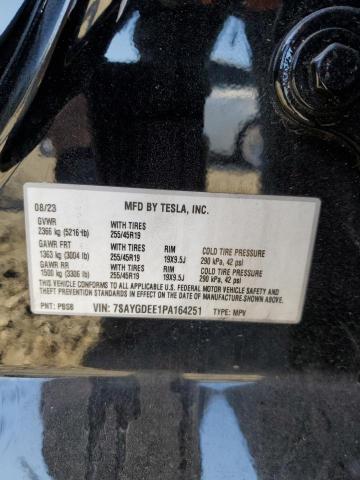 08/23 MFD BY TESLA, INC.
GVWR WITH TIRES
2366 kg (5216 lb) 255/45R19
GAWR FRT WITH TIRES RIM COLD TIRE PRESSURE
1363 kg (3004 lb) 255/45R19 19X9.5J 290 kPa, 42 psi
GAWR RR WITH TIRES RIM COLD TIRE PRESSURE
1500 kg (3306 lb) 255/45R19 19X9.5J 290 kPa, 42 psi
THIS VEHICLE CONFORMS TO ALL APPLICABLE U.S. FEDERAL MOTOR VEHICLE SAFETY AND
THEFT PREVENTION STANDARDS IN EFFECT ON THE DATE OF MANUFACTURE SHOWN ABOVE.
PNT: PBSB VIN: 7SAYGDEE1PA164251 TYPE: MPV